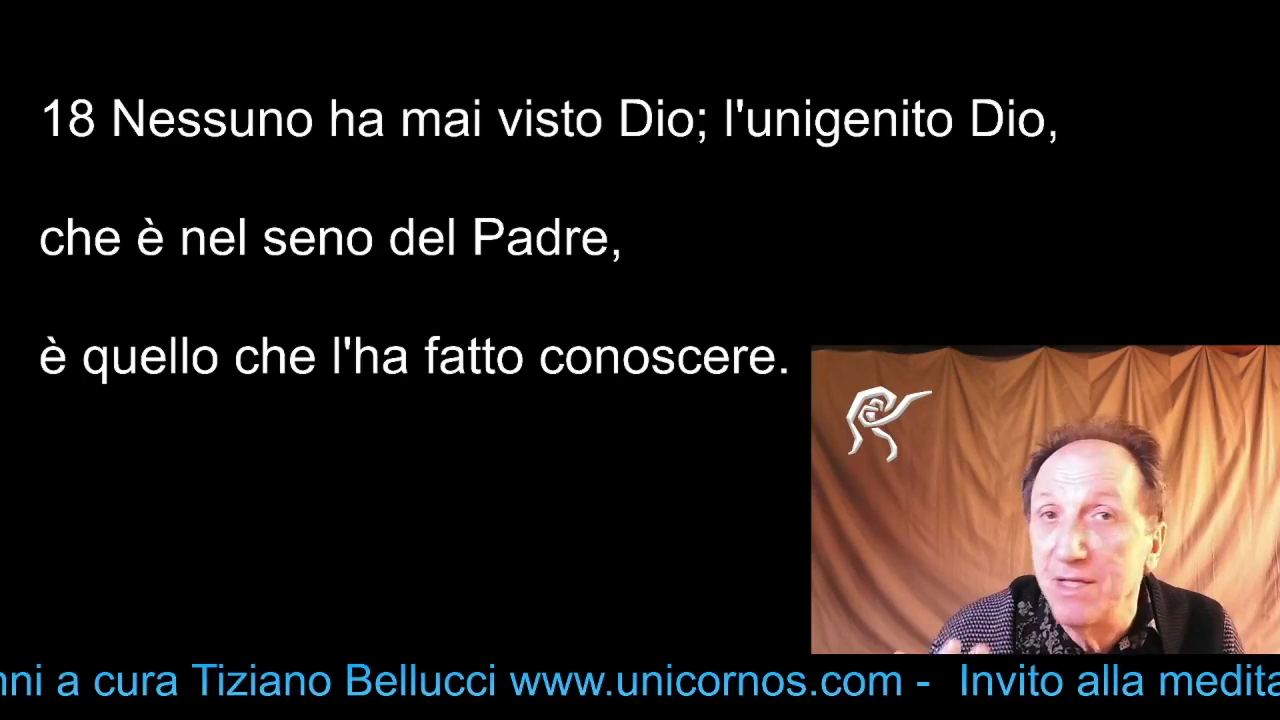 18 Nessuno ha mai visto Dio; l'unigenito Dio,
che è nel seno del Padre,
è quello che l'ha fatto conoscere.
nni a cura Tiziano Bellucci www.unicornos.com - Invito alla medita